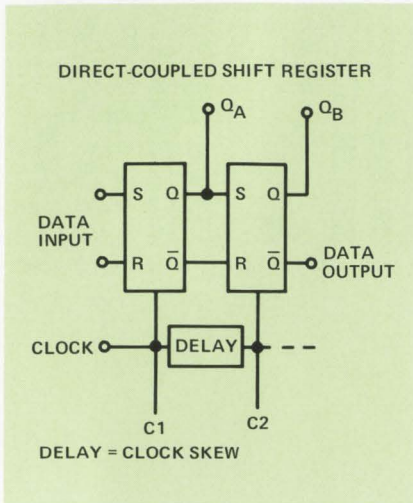 DIRECT-COUPLED SHIFT REGISTER
QA QB
S Q S Q
DATA
INPUT
R Q̅ R Q̅
DATA
OUTPUT
CLOCK DELAY
C1 C2
DELAY = CLOCK SKEW